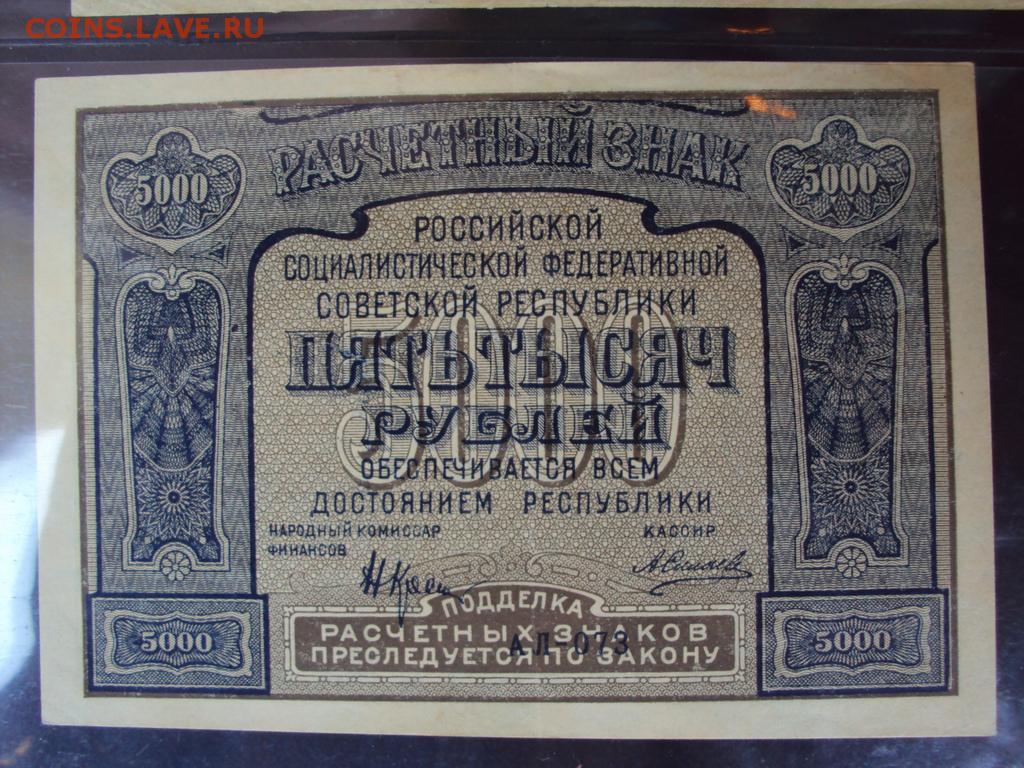 COINS.LAVE.RU
РАСЧЕТНЫЙ ЗНАК
5000
5000
РОССИЙСКОЙ
СОЦИАЛИСТИЧЕСКОЙ ФЕДЕРАТИВНОЙ
СОВЕТСКОЙ РЕСПУБЛИКИ
5000
ПЯТЬ ТЫСЯЧ
РУБЛЕЙ
ОБЕСПЕЧИВАЕТСЯ ВСЕМ
ДОСТОЯНИЕМ РЕСПУБЛИКИ
НАРОДНЫЙ КОМИССАР
ФИНАНСОВ
КАССИР
5000
5000
ПОДДЕЛКА
РАСЧЕТНЫХ ЗНАКОВ
АЛ-073
ПРЕСЛЕДУЕТСЯ ПО ЗАКОНУ